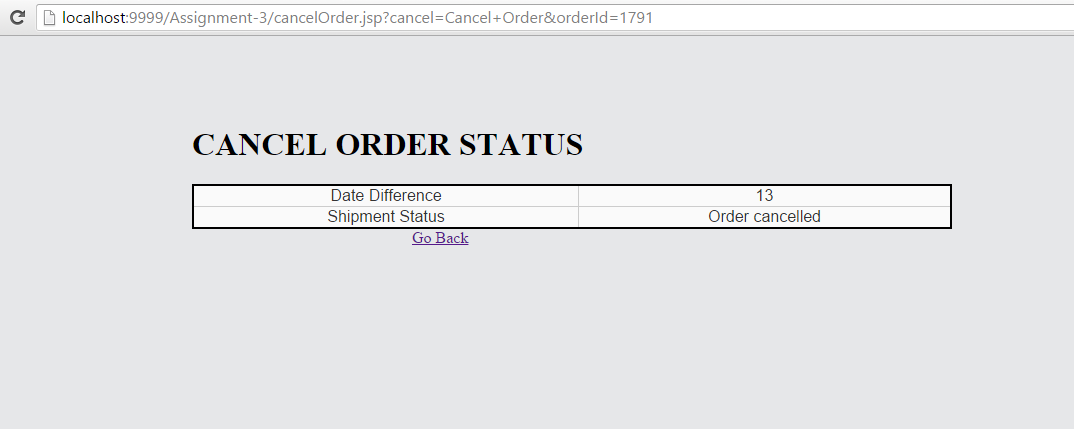 localhost:9999/Assignment-3/cancelOrder.jsp?cancel=Cancel+Order&orderId=1791
CANCEL ORDER STATUS
Date Difference 13
Shipment Status Order cancelled
Go Back